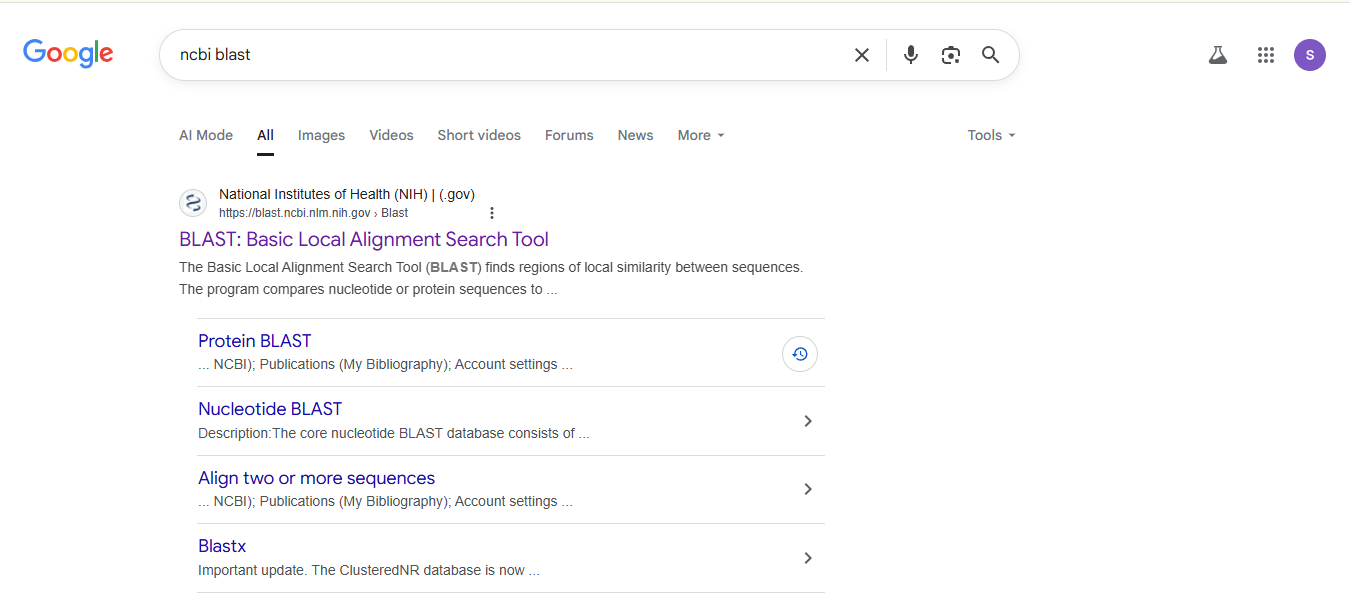 Google
ncbi blast
S
AI Mode All Images Videos Short videos Forums News More Tools
National Institutes of Health (NIH) | (.gov)
https://blast.ncbi.nlm.nih.gov › Blast
BLAST: Basic Local Alignment Search Tool
The Basic Local Alignment Search Tool (BLAST) finds regions of local similarity between sequences.
The program compares nucleotide or protein sequences to ...
Protein BLAST
... NCBI); Publications (My Bibliography); Account settings ...
Nucleotide BLAST
Description:The core nucleotide BLAST database consists of ...
Align two or more sequences
... NCBI); Publications (My Bibliography); Account settings ...
Blastx
Important update. The ClusteredNR database is now ...